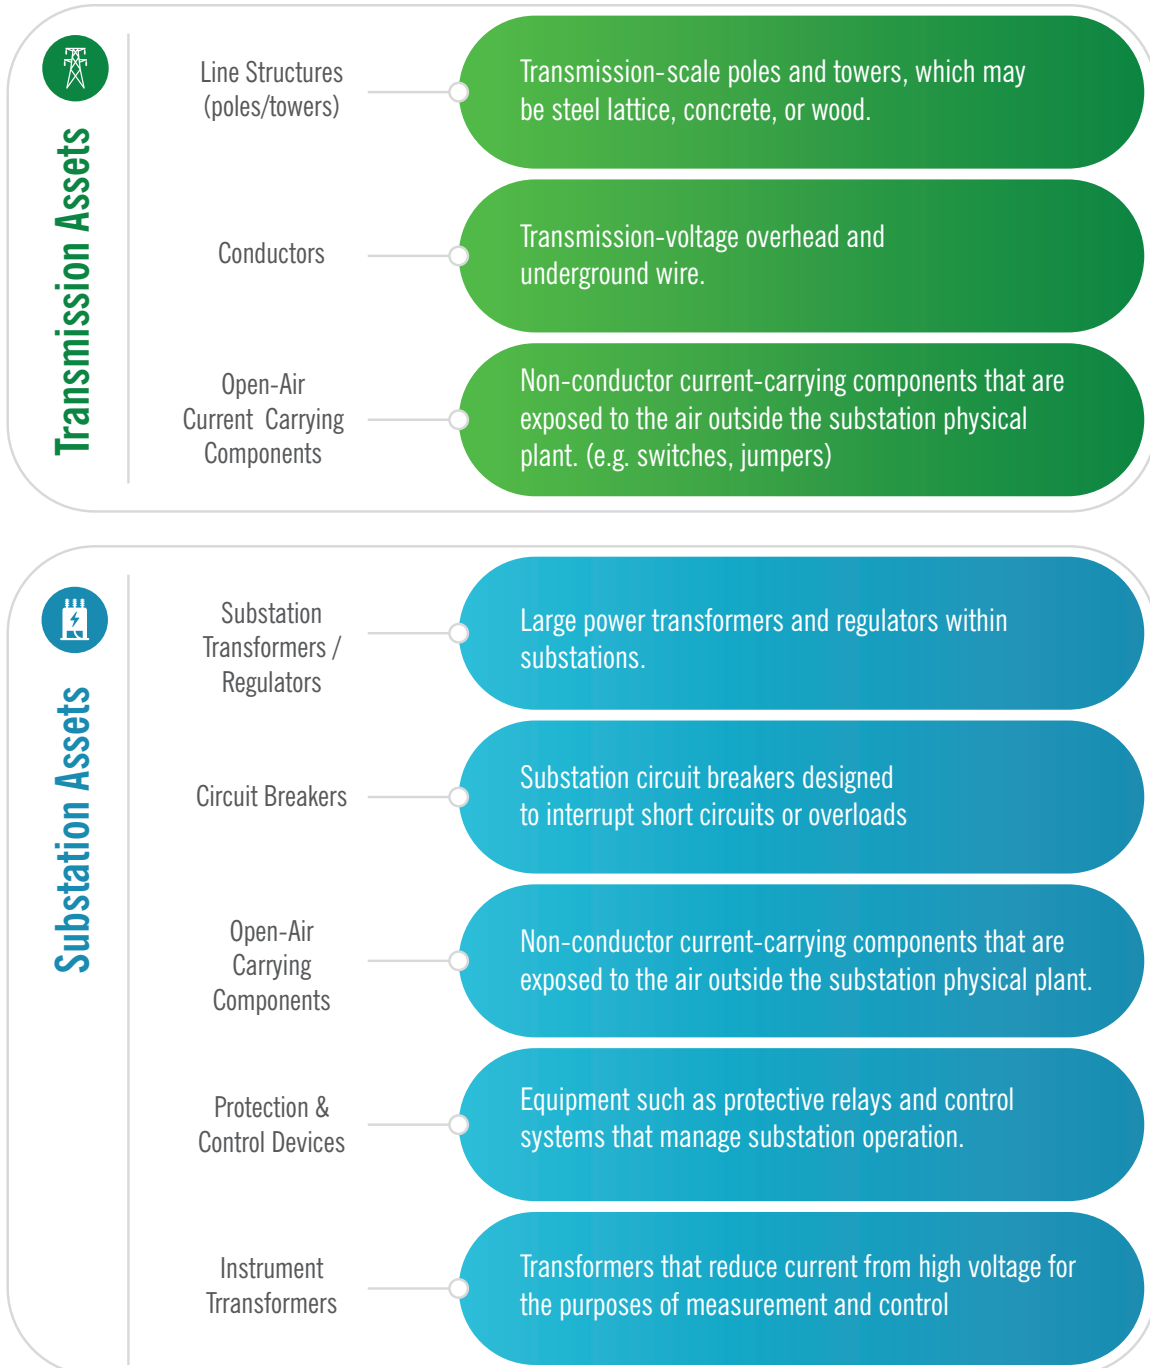 Transmission Assets
Line Structures
(poles/towers)
Transmission-scale poles and towers, which may
be steel lattice, concrete, or wood.
Conductors
Transmission-voltage overhead and
underground wire.
Open-Air
Current Carrying
Components
Non-conductor current-carrying components that are
exposed to the air outside the substation physical
plant. (e.g. switches, jumpers)
Substation Assets
Substation
Transformers /
Regulators
Large power transformers and regulators within
substations.
Circuit Breakers
Substation circuit breakers designed
to interrupt short circuits or overloads
Open-Air
Carrying
Components
Non-conductor current-carrying components that are
exposed to the air outside the substation physical plant.
Protection &
Control Devices
Equipment such as protective relays and control
systems that manage substation operation.
Instrument
Trransformers
Transformers that reduce current from high voltage for
the purposes of measurement and control